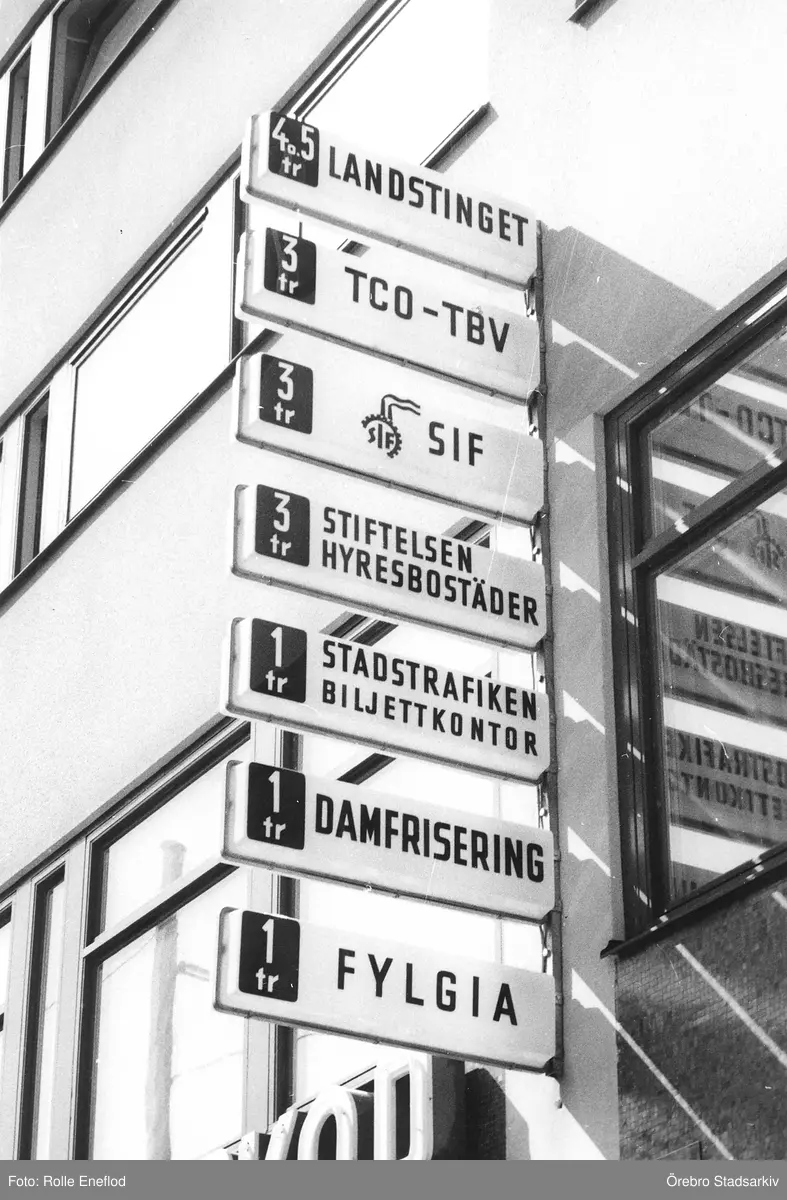 4 o. 5 tr LANDSTINGET
3 tr TCO-TBV
3 tr SIF SIF
3 tr STIFTELSEN
HYRESBOSTÄDER
1 tr STADSTRAFIKEN
BILJETTKONTOR
1 tr DAMFRISERING
1 tr FYLGIA
Foto: Rolle Eneflod
Örebro Stadsarkiv